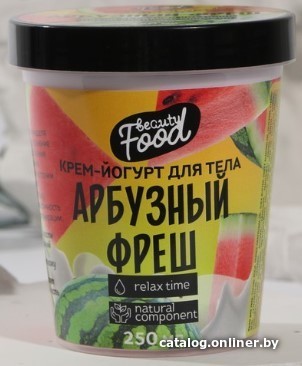 beauty
Food
КРЕМ-ЙОГУРТ ДЛЯ ТЕЛА
АРБУЗНЫЙ
ФРЕШ
relax time
natural
component
250
catalog.onliner.by